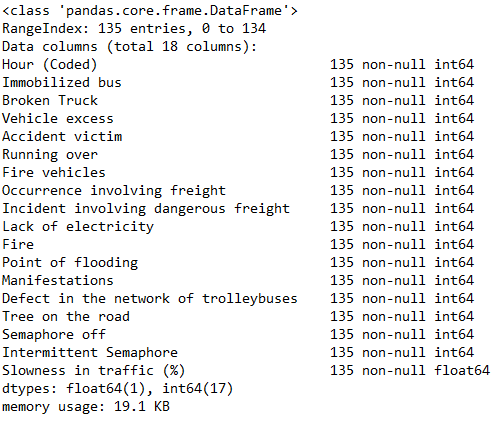 <class 'pandas.core.frame.DataFrame'>
RangeIndex: 135 entries, 0 to 134
Data columns (total 18 columns):
Hour (Coded)                             135 non-null int64
Immobilized bus                          135 non-null int64
Broken Truck                             135 non-null int64
Vehicle excess                           135 non-null int64
Accident victim                          135 non-null int64
Running over                             135 non-null int64
Fire vehicles                            135 non-null int64
Occurrence involving freight             135 non-null int64
Incident involving dangerous freight     135 non-null int64
Lack of electricity                      135 non-null int64
Fire                                     135 non-null int64
Point of flooding                        135 non-null int64
Manifestations                           135 non-null int64
Defect in the network of trolleybuses    135 non-null int64
Tree on the road                         135 non-null int64
Semaphore off                            135 non-null int64
Intermittent Semaphore                   135 non-null int64
Slowness in traffic (%)                  135 non-null float64
dtypes: float64(1), int64(17)
memory usage: 19.1 KB